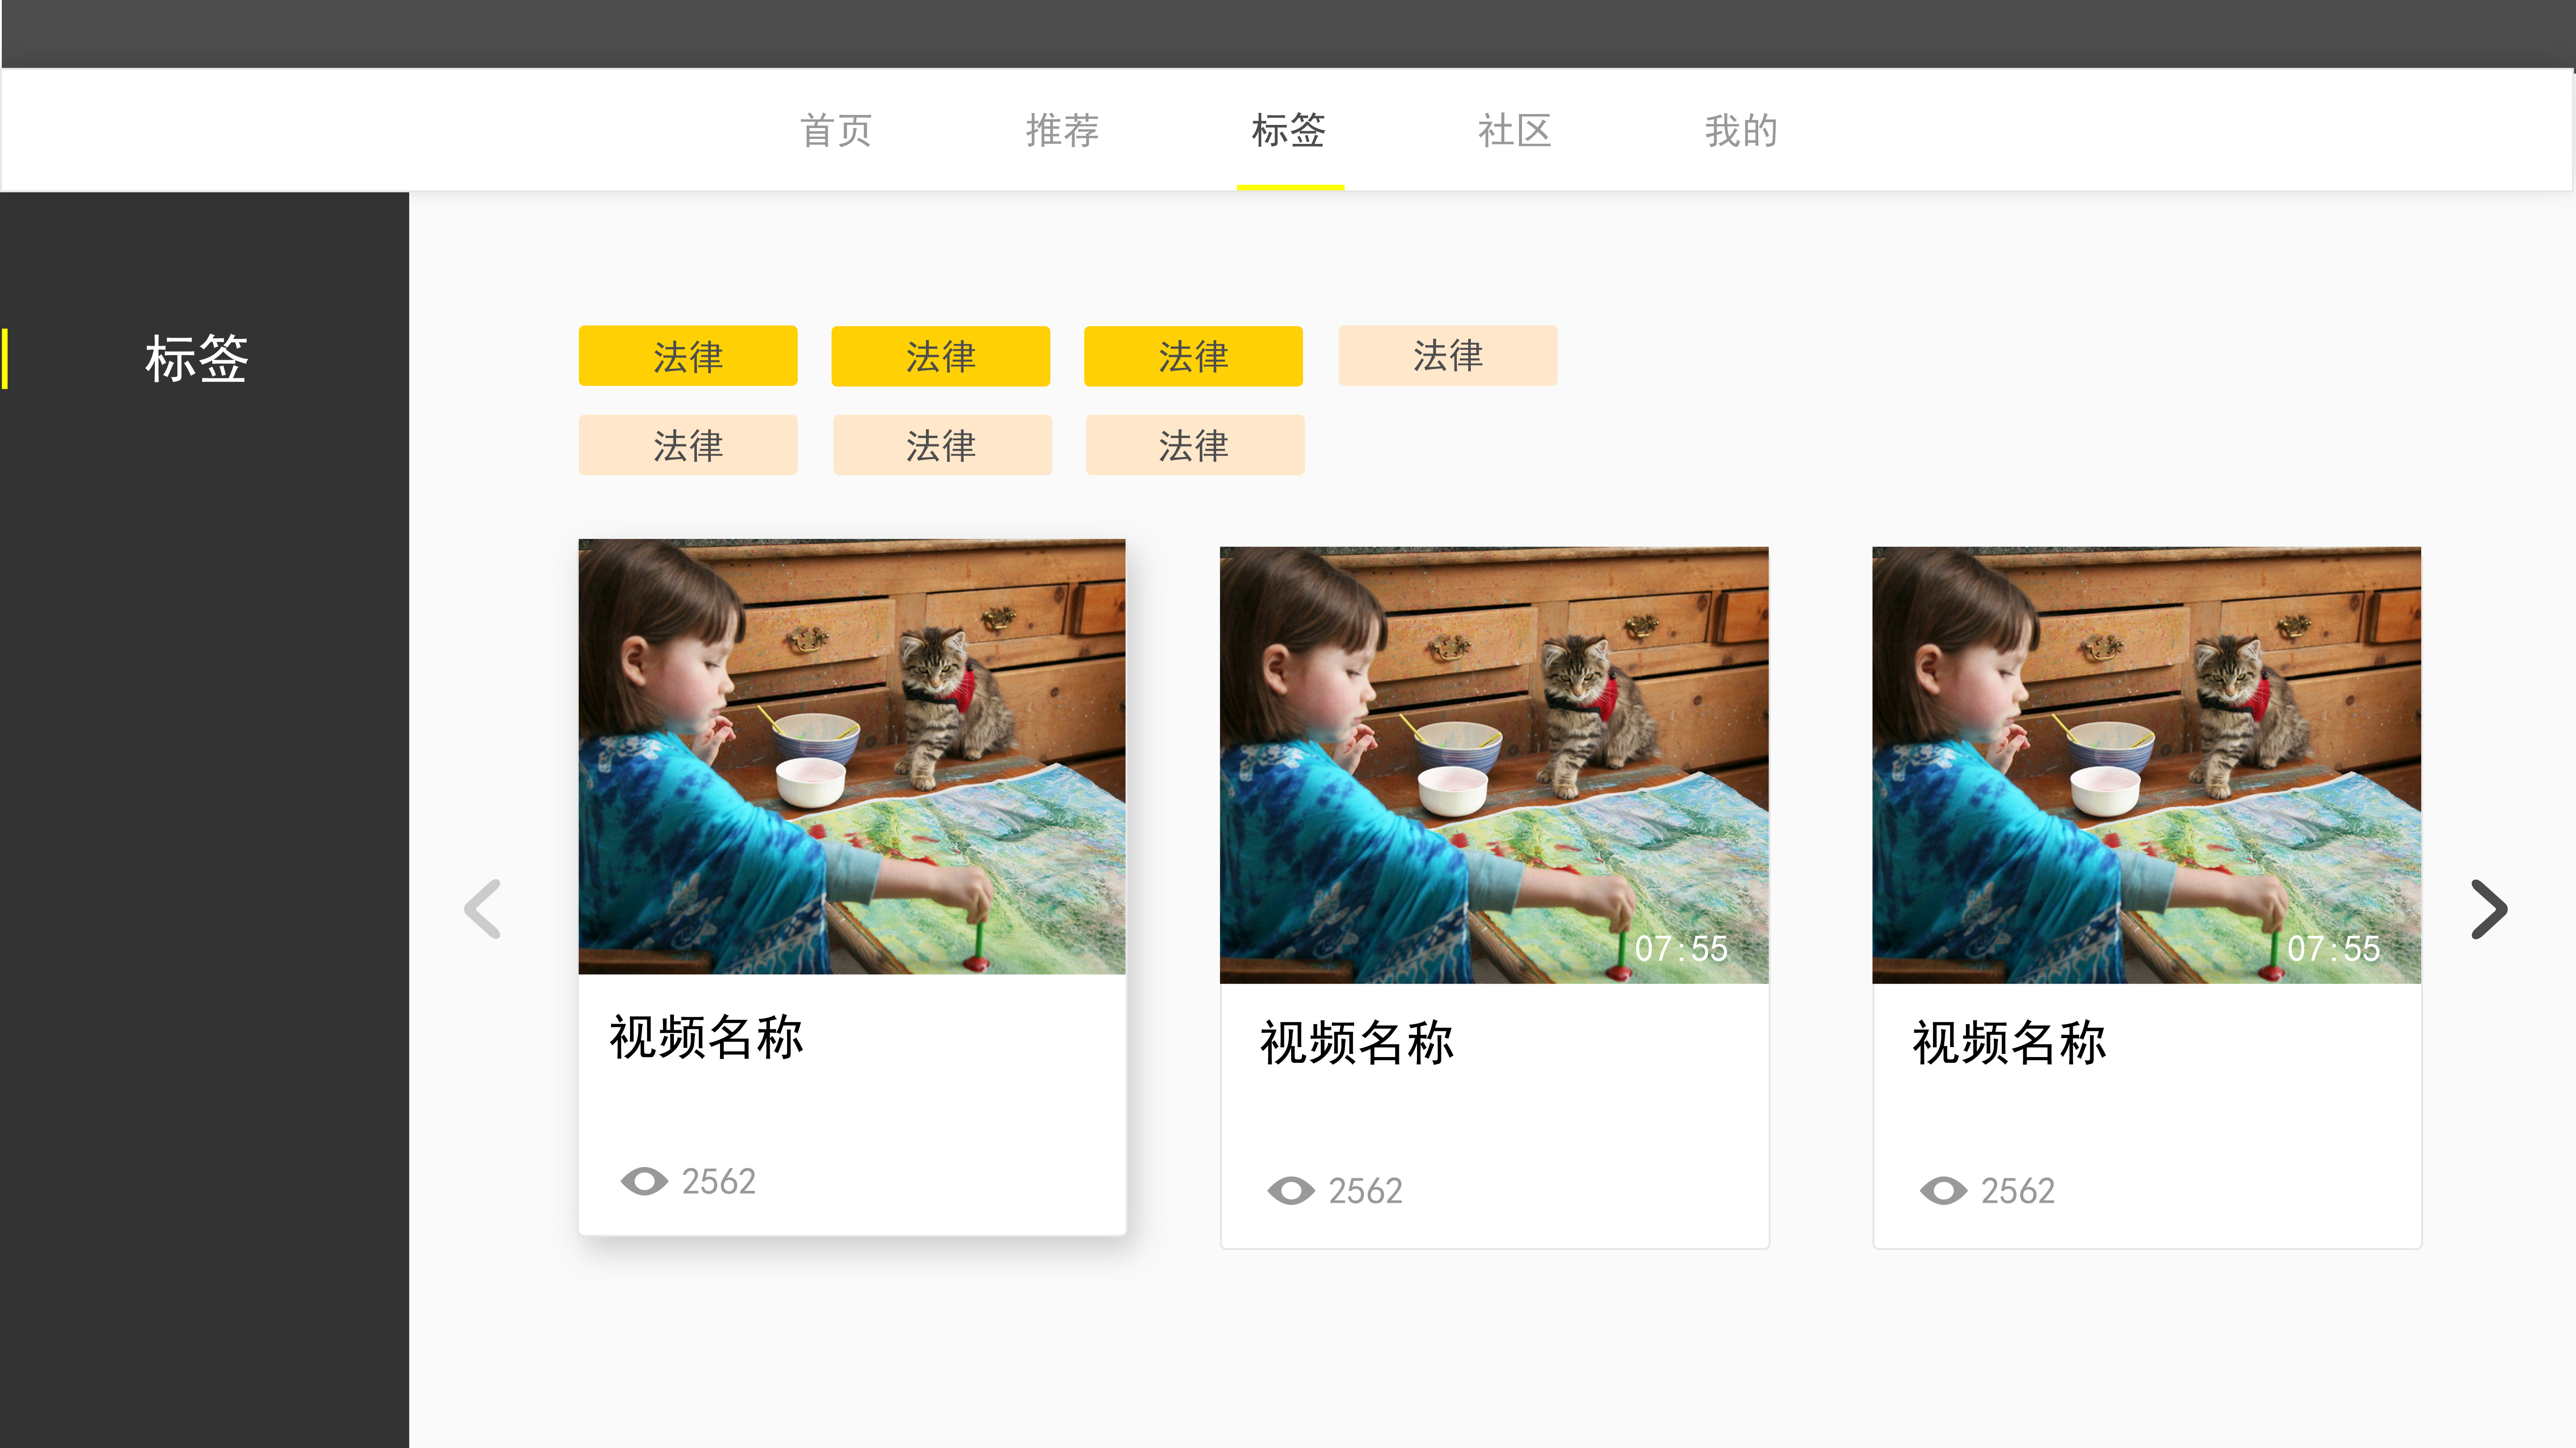 首页 推荐 标签 社区 我的
标签
法律 法律 法律 法律
法律 法律 法律
07:55 07:55
视频名称 视频名称 视频名称
2562 2562 2562